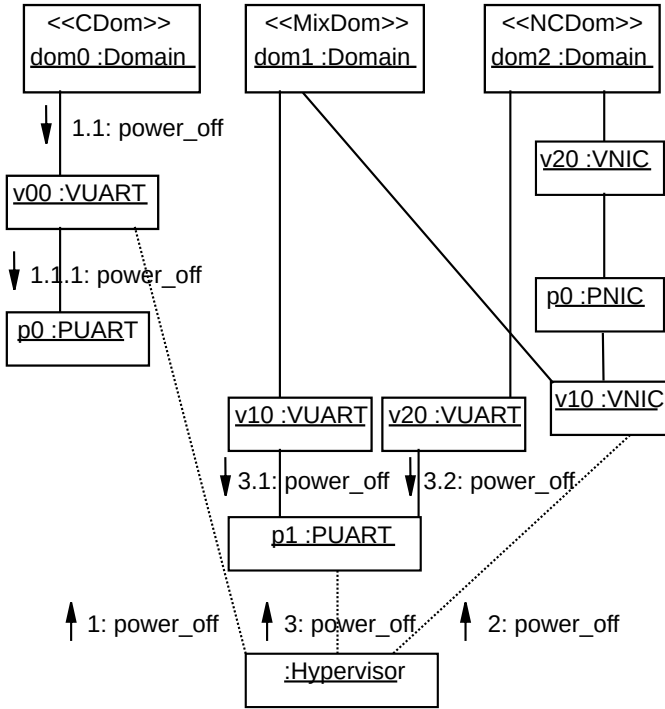 <<CDom>>
dom0 :Domain
<<MixDom>>
dom1 :Domain
<<NCDom>>
dom2 :Domain
1.1: power_off
v20 :VNIC
v00 :VUART
1.1.1: power_off
p0 :PNIC
p0 :PUART
v10 :VUART
v20 :VUART
v10 :VNIC
3.1: power_off
3.2: power_off
p1 :PUART
1: power_off
3: power_off
2: power_off
:Hypervisor